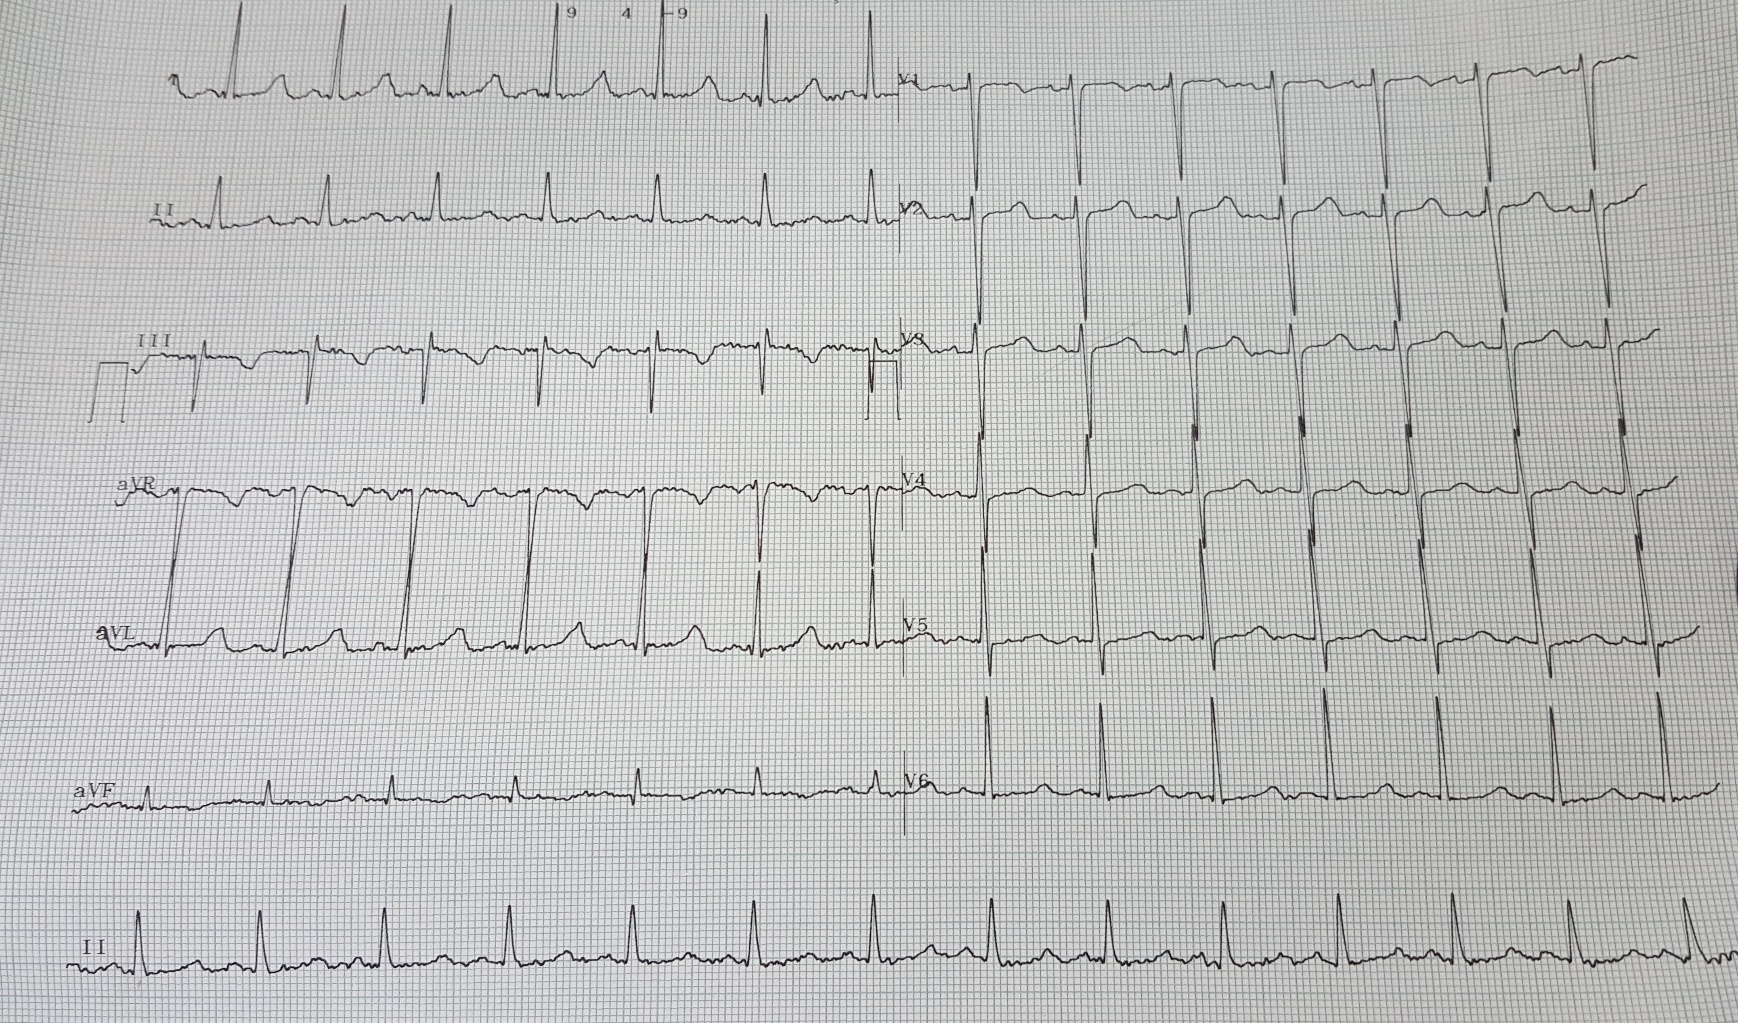 9 4-9
V1
II V2
III V3
aVR V4
aVL V5
aVF V6
II